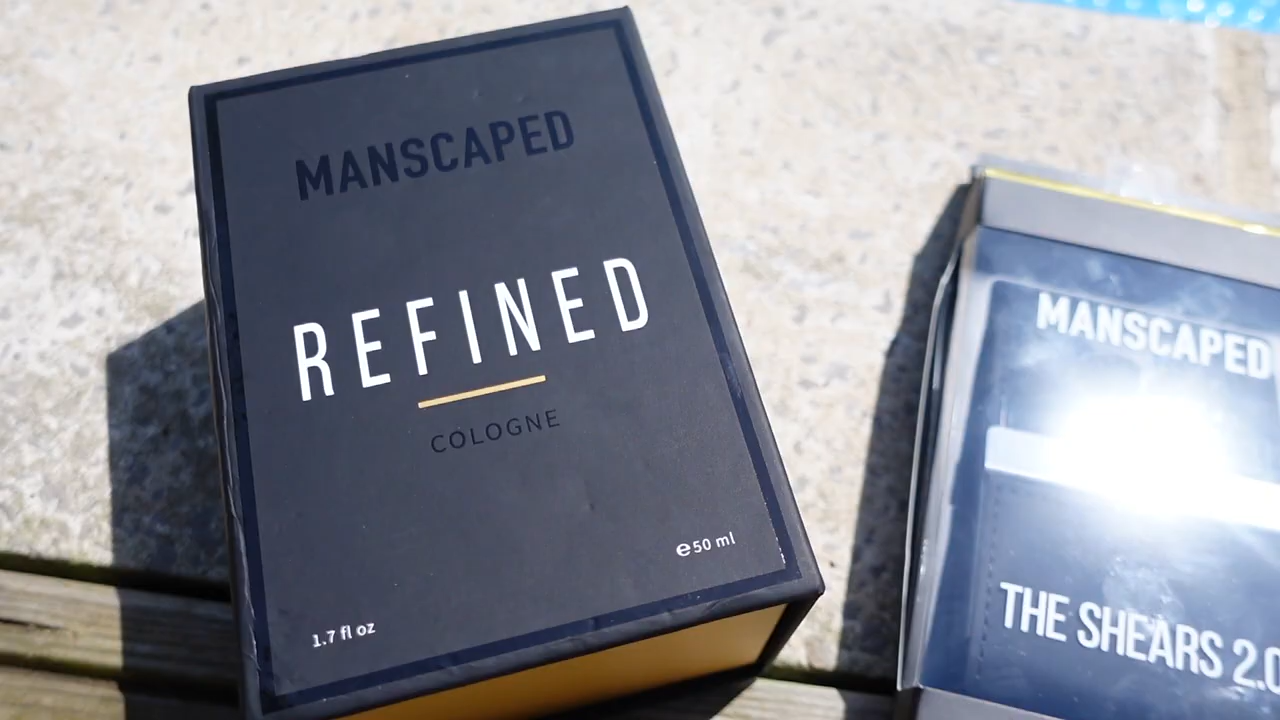 MANSCAPED
REFINED
COLOGNE
℮50 ml
1.7 fl oz
MANSCAPED
THE SHEARS 2.0